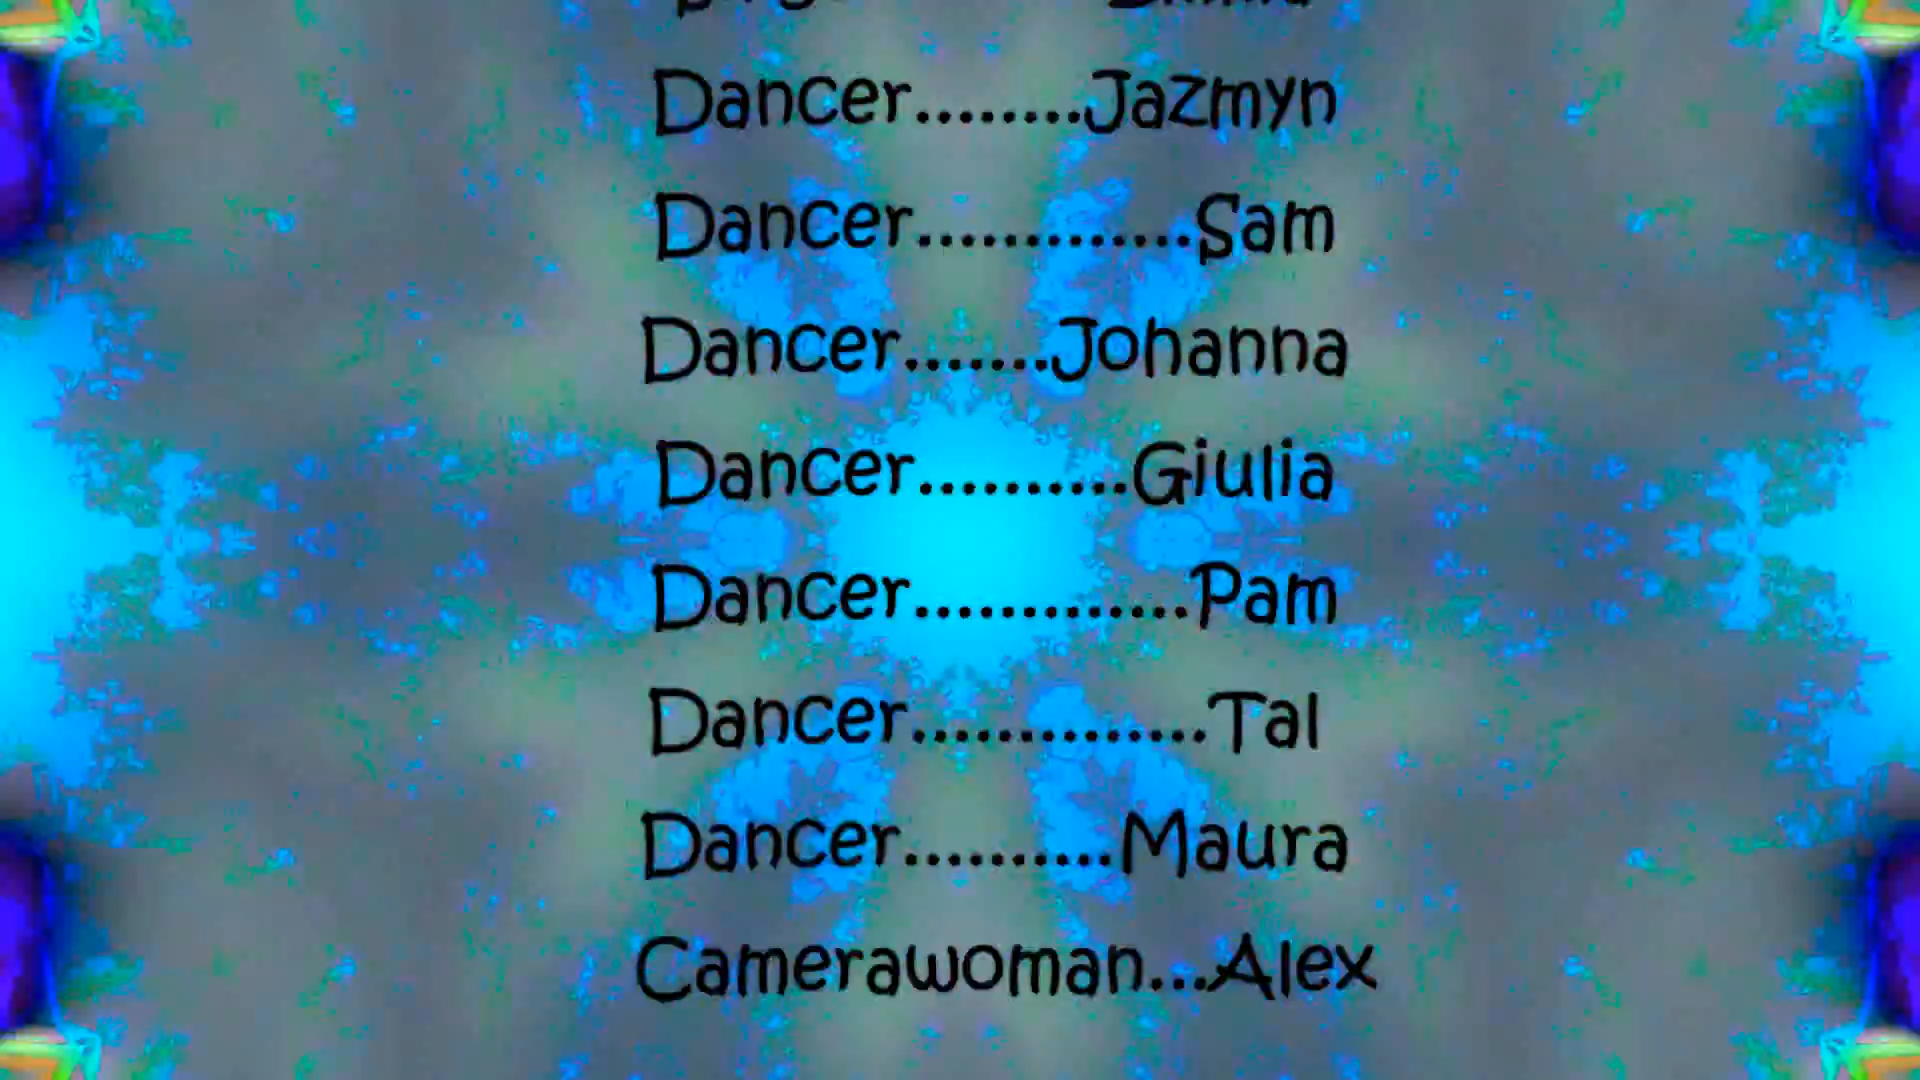 Dancer........Jazmyn
Dancer.............Sam
Dancer.......Johanna
Dancer..........Giulia
Dancer.............Pam
Dancer..............Tal
Dancer..........Maura
Camerawoman...Alex